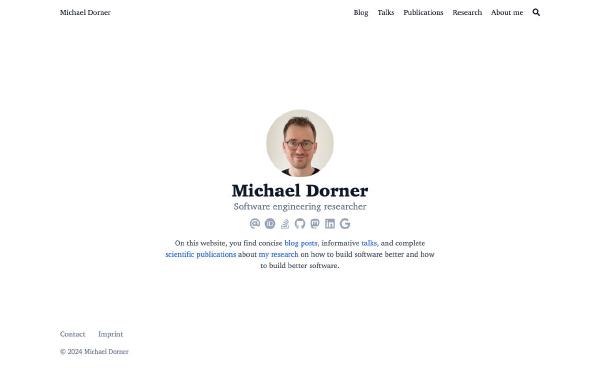 Michael Dorner
Blog Talks Publications Research About me
Michael Dorner
Software engineering researcher
On this website, you find concise blog posts, informative talks, and complete
scientific publications about my research on how to build software better and how
to build better software.
Contact Imprint
© 2024 Michael Dorner